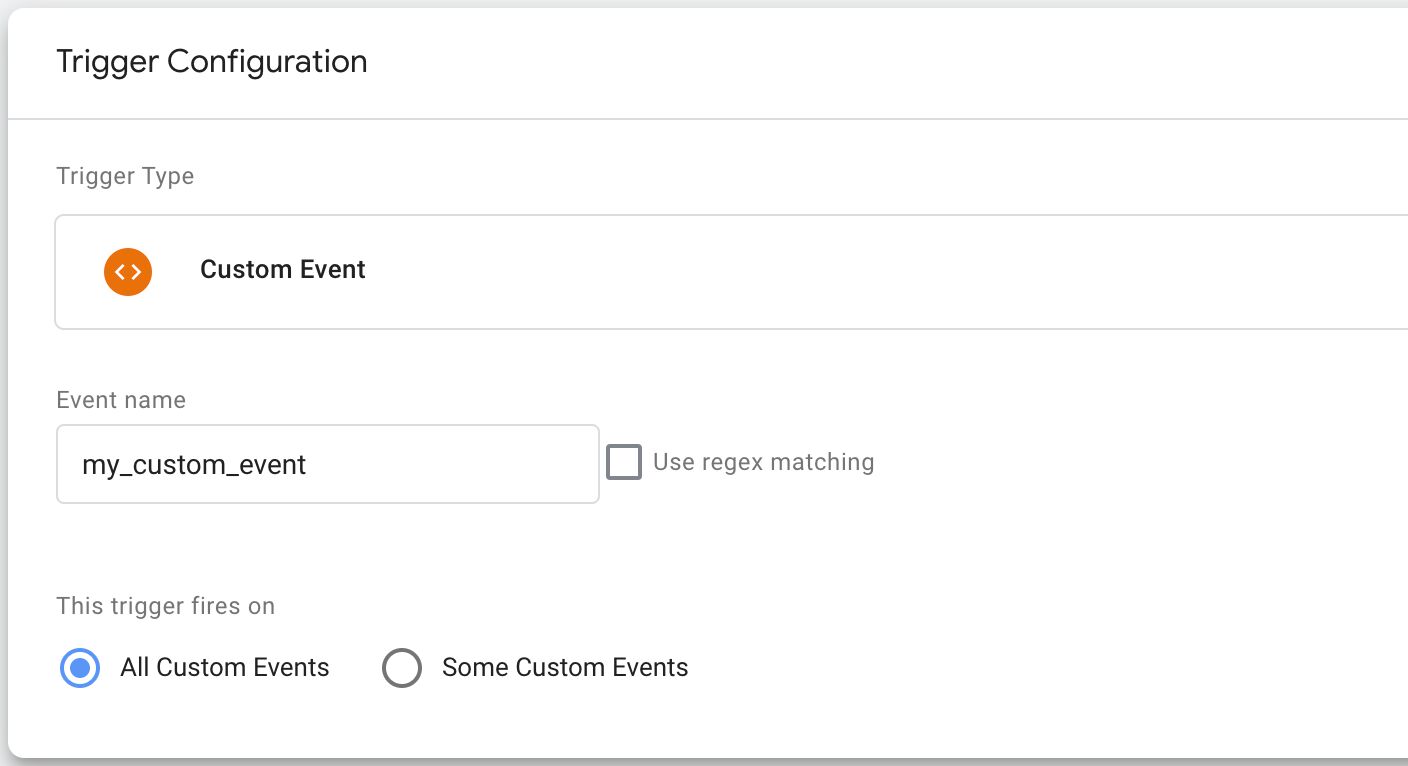 Trigger Configuration
Trigger Type
Custom Event
Event name
my_custom_event
Use regex matching
This trigger fires on
All Custom Events Some Custom Events